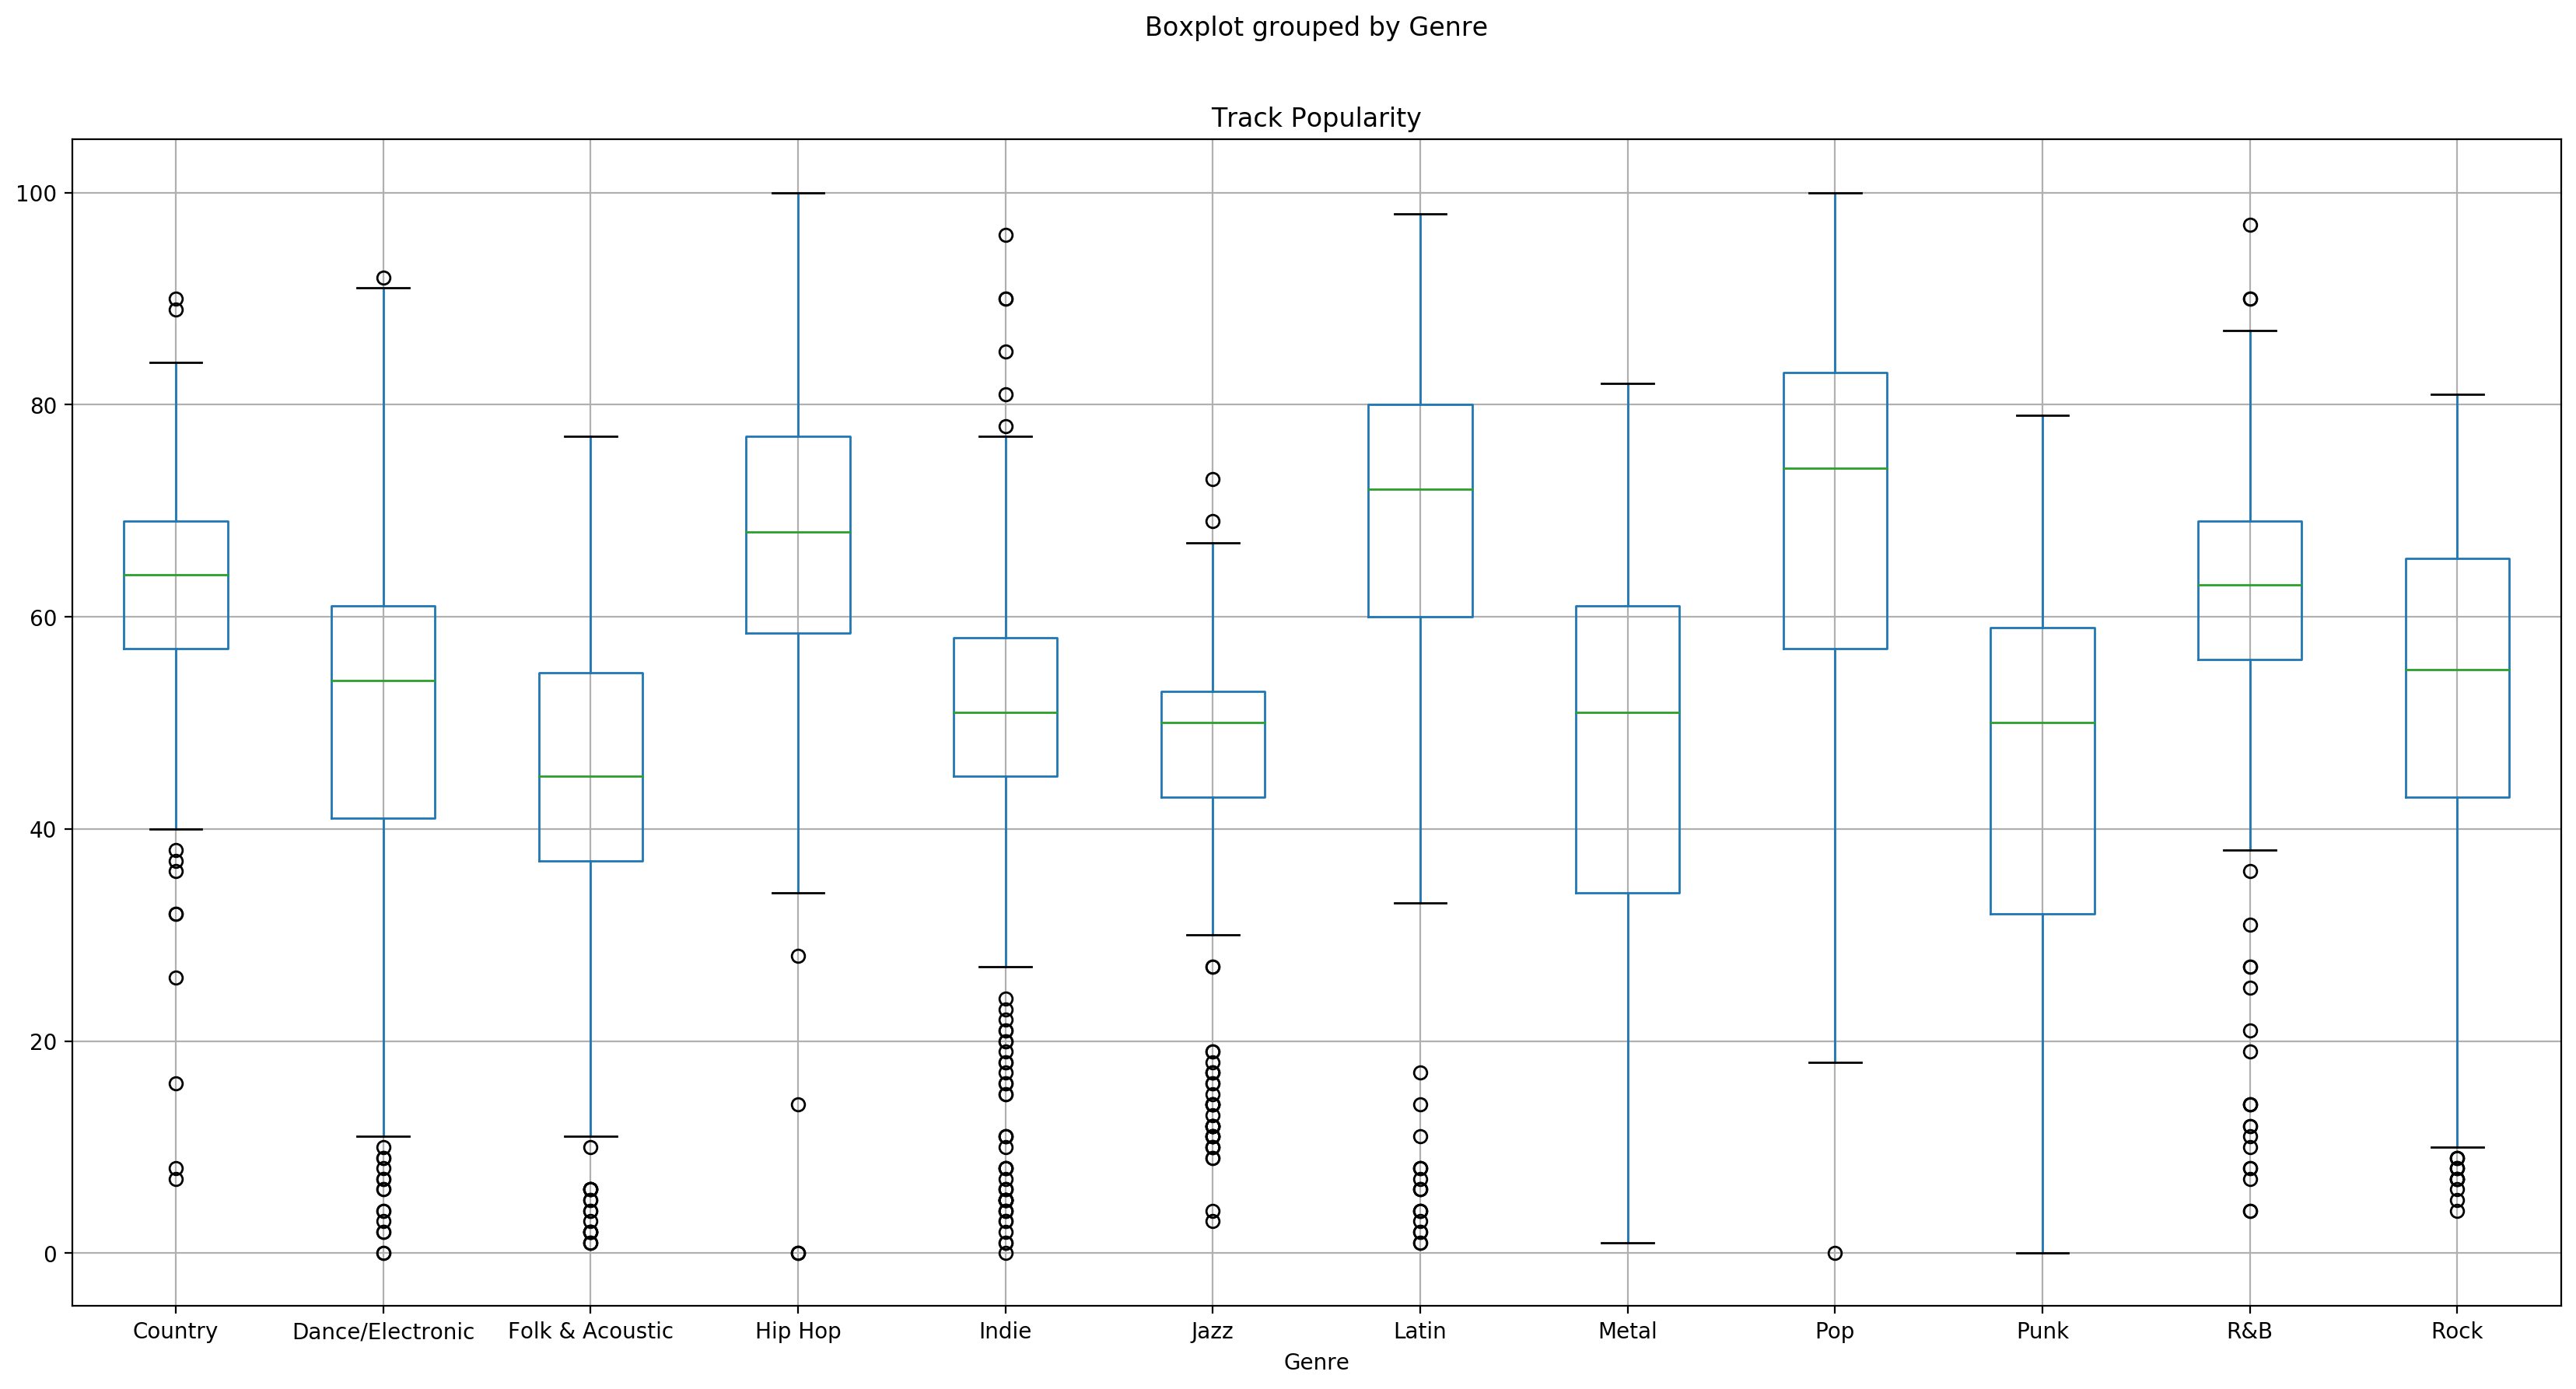 Boxplot grouped by Genre
Track Popularity
100
80
60
40
20
0
Country Dance/Electronic Folk & Acoustic Hip Hop Indie Jazz Latin Metal Pop Punk R&B Rock
Genre